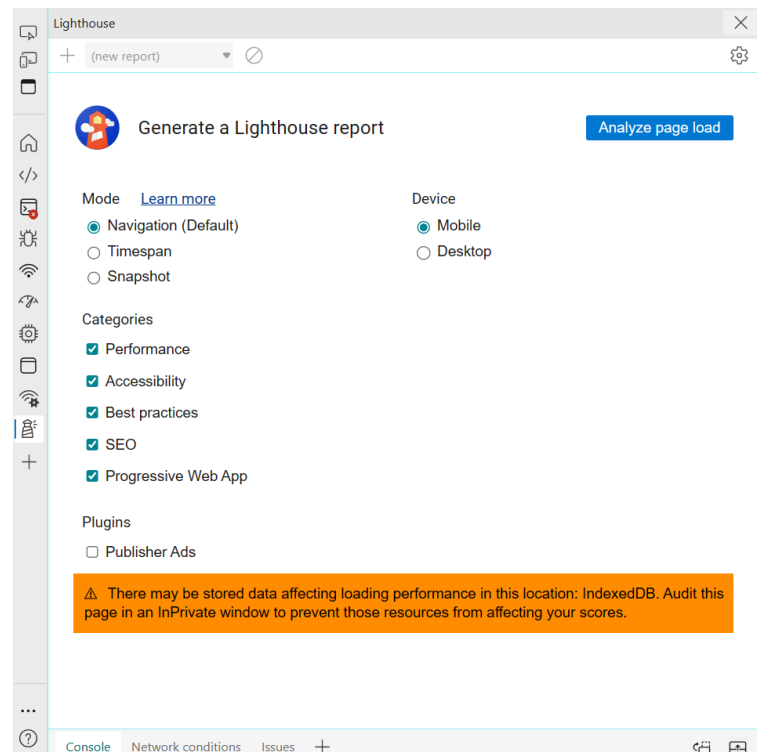 Lighthouse
(new report)
Generate a Lighthouse report
Analyze page load
Mode Learn more
Device
Navigation (Default)
Mobile
Timespan
Desktop
Snapshot
Categories
Performance
Accessibility
Best practices
SEO
Progressive Web App
Plugins
Publisher Ads
There may be stored data affecting loading performance in this location: IndexedDB. Audit this
page in an InPrivate window to prevent those resources from affecting your scores.
Console Network conditions Issues